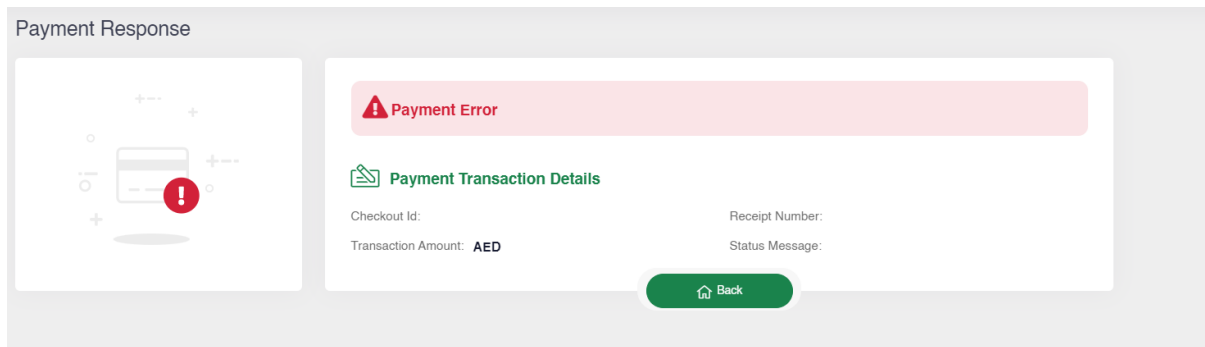 Payment Response
Payment Error
Payment Transaction Details
Checkout Id:
Receipt Number:
Transaction Amount: AED
Status Message:
Back